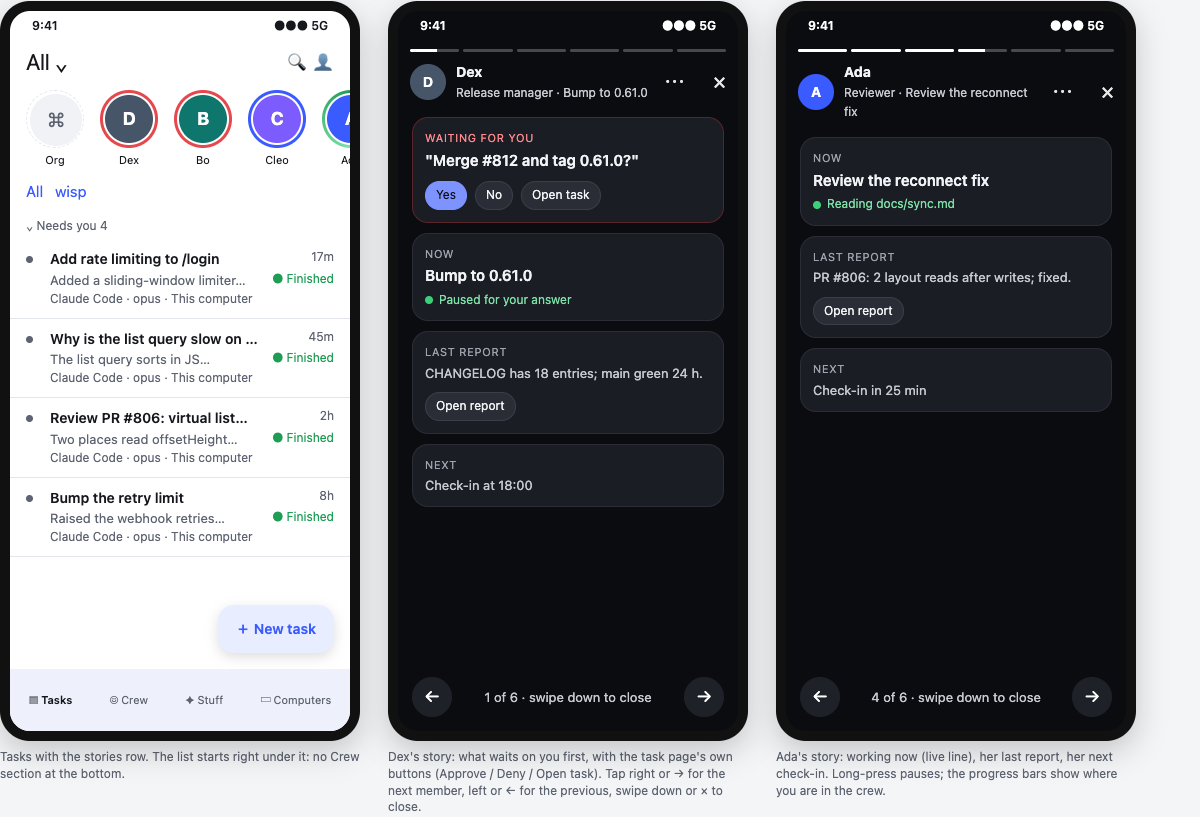 9:41
5G
All
Org
D
Dex
B
Bo
C
Cleo
All wisp
Needs you 4
Add rate limiting to /login
17m
Added a sliding-window limiter...
Finished
Claude Code · opus · This computer
Why is the list query slow on ...
45m
The list query sorts in JS...
Finished
Claude Code · opus · This computer
Review PR #806: virtual list...
2h
Two places read offsetHeight...
Finished
Claude Code · opus · This computer
Bump the retry limit
8h
Raised the webhook retries...
Finished
Claude Code · opus · This computer
+ New task
Tasks
Crew
Stuff
Computers
Tasks with the stories row. The list starts right under it: no Crew
section at the bottom.
9:41
5G
D
Dex
Release manager · Bump to 0.61.0
WAITING FOR YOU
"Merge #812 and tag 0.61.0?"
Yes
No
Open task
NOW
Bump to 0.61.0
Paused for your answer
LAST REPORT
CHANGELOG has 18 entries; main green 24 h.
Open report
NEXT
Check-in at 18:00
← 1 of 6 · swipe down to close →
Dex's story: what waits on you first, with the task page's own
buttons (Approve / Deny / Open task). Tap right or → for the
next member, left or ← for the previous, swipe down or × to
close.
9:41
5G
A
Ada
Reviewer · Review the reconnect
fix
NOW
Review the reconnect fix
Reading docs/sync.md
LAST REPORT
PR #806: 2 layout reads after writes; fixed.
Open report
NEXT
Check-in in 25 min
← 4 of 6 · swipe down to close →
Ada's story: working now (live line), her last report, her next
check-in. Long-press pauses; the progress bars show where
you are in the crew.